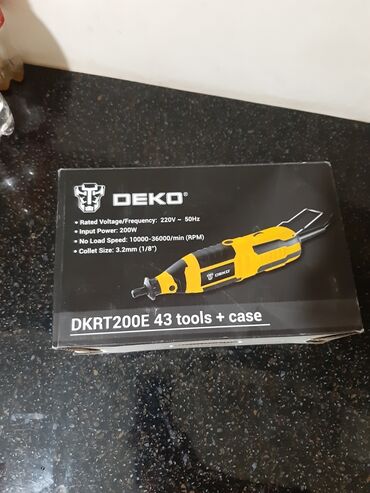 DEKO®
• Rated Voltage/Frequency: 220V ~ 50Hz
• Input Power: 200W
• No Load Speed: 10000-36000/min (RPM)
• Collet Size: 3.2mm (1/8")
DEKO
DKRT200E 43 tools + case